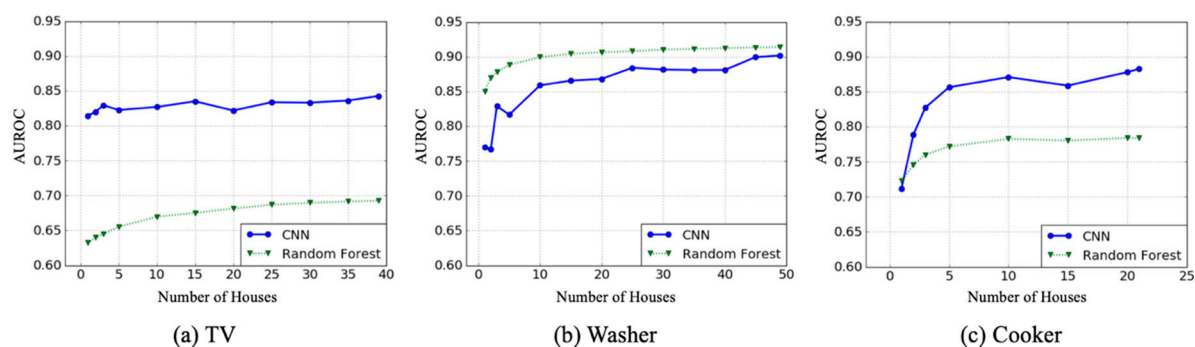 0.95
0.90
0.85
0.80
0.75
0.70
0.65
0.60
AUROC
CNN
Random Forest
0 5 10 15 20 25 30 35 40
Number of Houses
(a) TV
0.95
0.90
0.85
0.80
0.75
0.70
0.65
0.60
AUROC
CNN
Random Forest
0 10 20 30 40 50
Number of Houses
(b) Washer
0.95
0.90
0.85
0.80
0.75
0.70
0.65
0.60
AUROC
CNN
Random Forest
0 5 10 15 20 25
Number of Houses
(c) Cooker